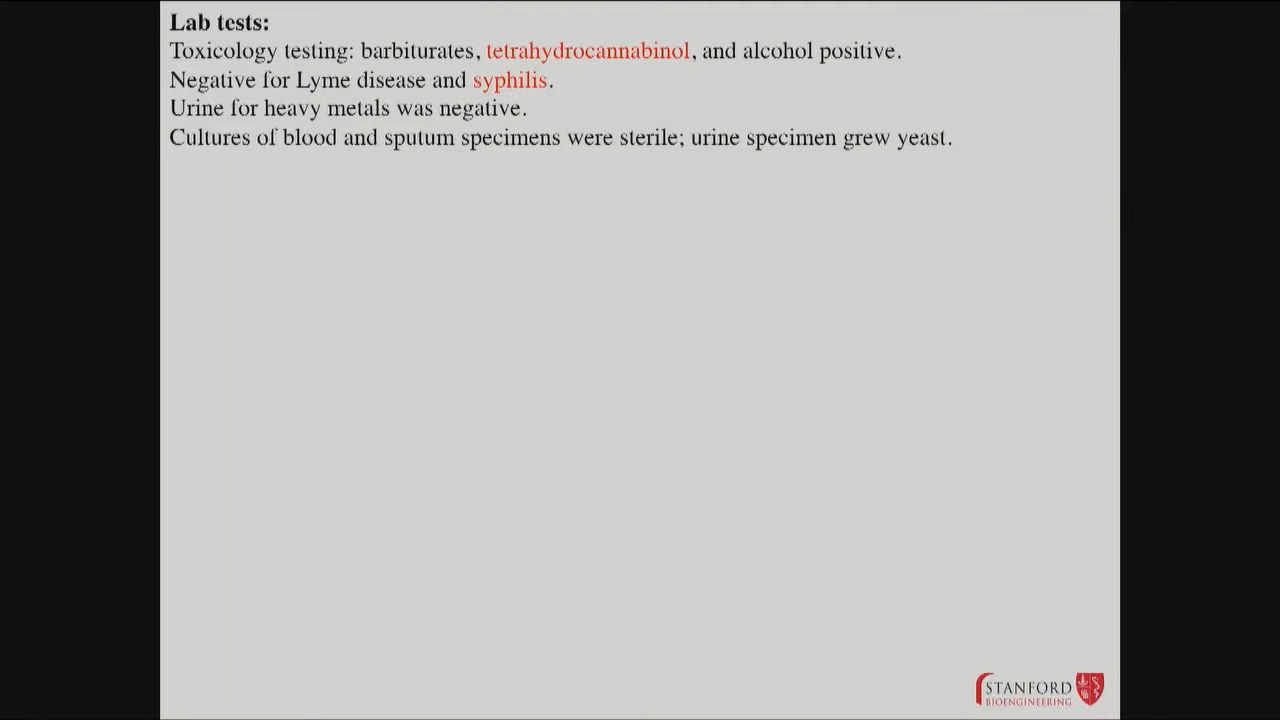 Lab tests:
Toxicology testing: barbiturates, tetrahydrocannabinol, and alcohol positive.
Negative for Lyme disease and syphilis.
Urine for heavy metals was negative.
Cultures of blood and sputum specimens were sterile; urine specimen grew yeast.
STANFORD
BIOENGINEERING